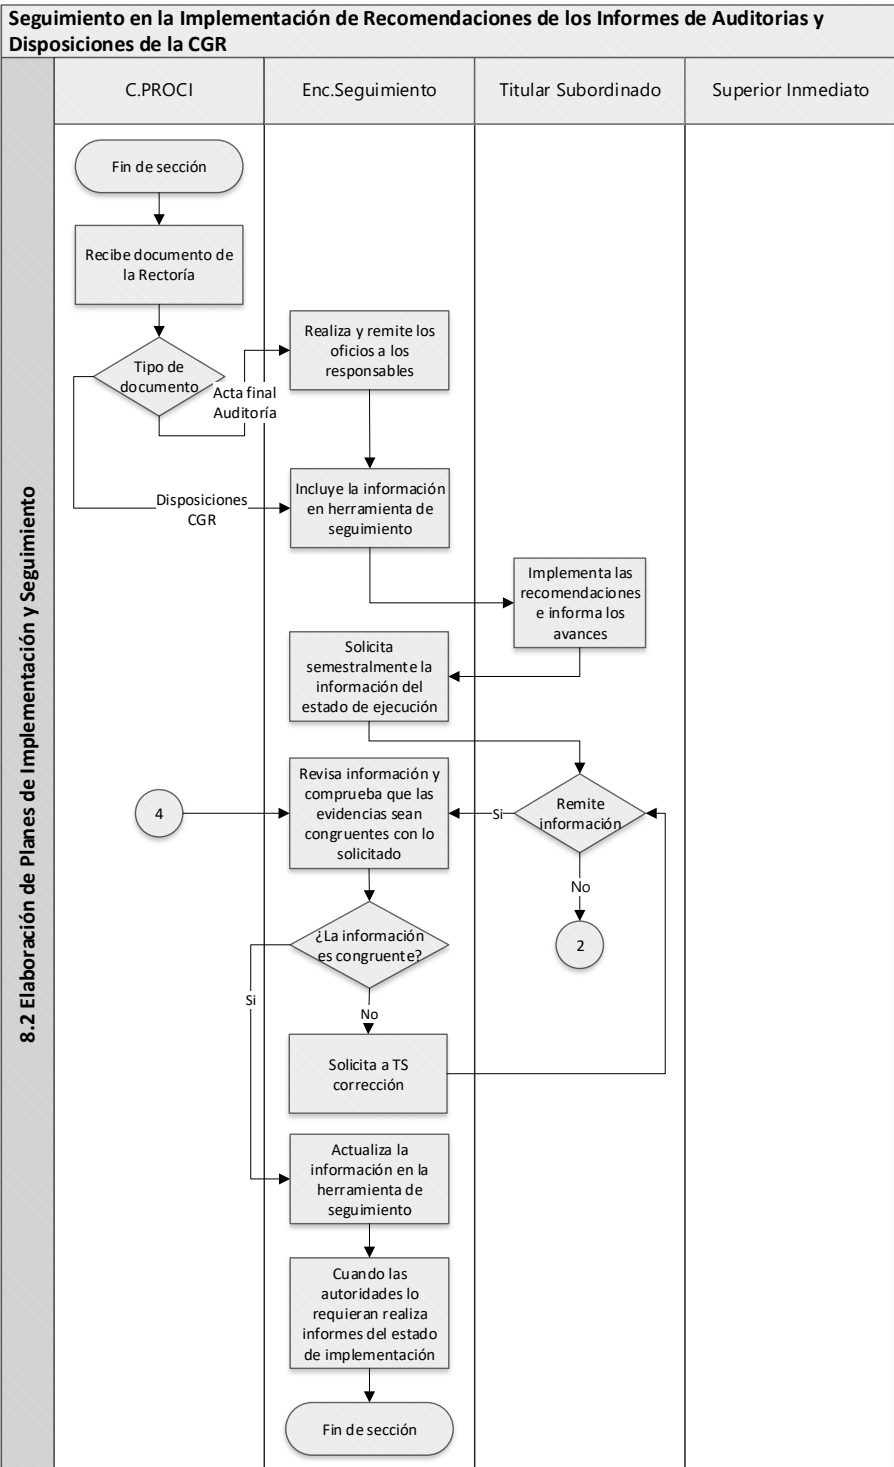 Seguimiento en la Implementación de Recomendaciones de los Informes de Auditorias y
Disposiciones de la CGR
8.2 Elaboración de Planes de Implementación y Seguimiento
C.PROCI
Enc.Seguimiento
Titular Subordinado
Superior Inmediato
Fin de sección
Recibe documento de
la Rectoría
Tipo de
documento
Acta final
Auditoría
Disposiciones
CGR
Realiza y remite los
oficios a los
responsables
Incluye la información
en herramienta de
seguimiento
Implementa las
recomendaciones
e informa los
avances
Solicita
semestralmente la
información del
estado de ejecución
Remite
información
Si
No
2
4
Revisa información y
comprueba que las
evidencias sean
congruentes con lo
solicitado
¿La información
es congruente?
Si
No
Solicita a TS
corrección
Actualiza la
información en la
herramienta de
seguimiento
Cuando las
autoridades lo
requieran realiza
informes del estado
de implementación
Fin de sección